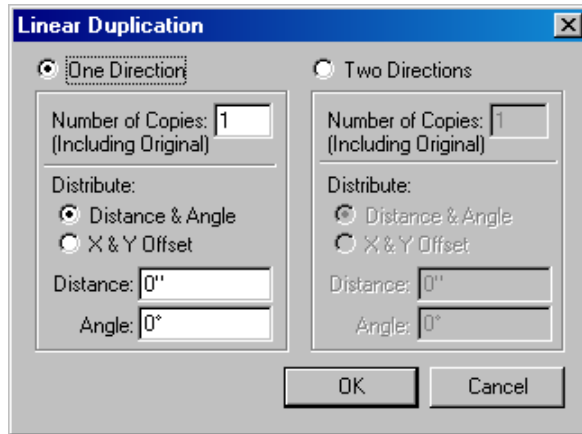 Linear Duplication
One Direction
Number of Copies: 1
(Including Original)
Distribute:
Distance & Angle
X & Y Offset
Distance: 0"
Angle: 0°
Two Directions
Number of Copies: 1
(Including Original)
Distribute:
Distance & Angle
X & Y Offset
Distance: 0"
Angle: 0°
OK
Cancel